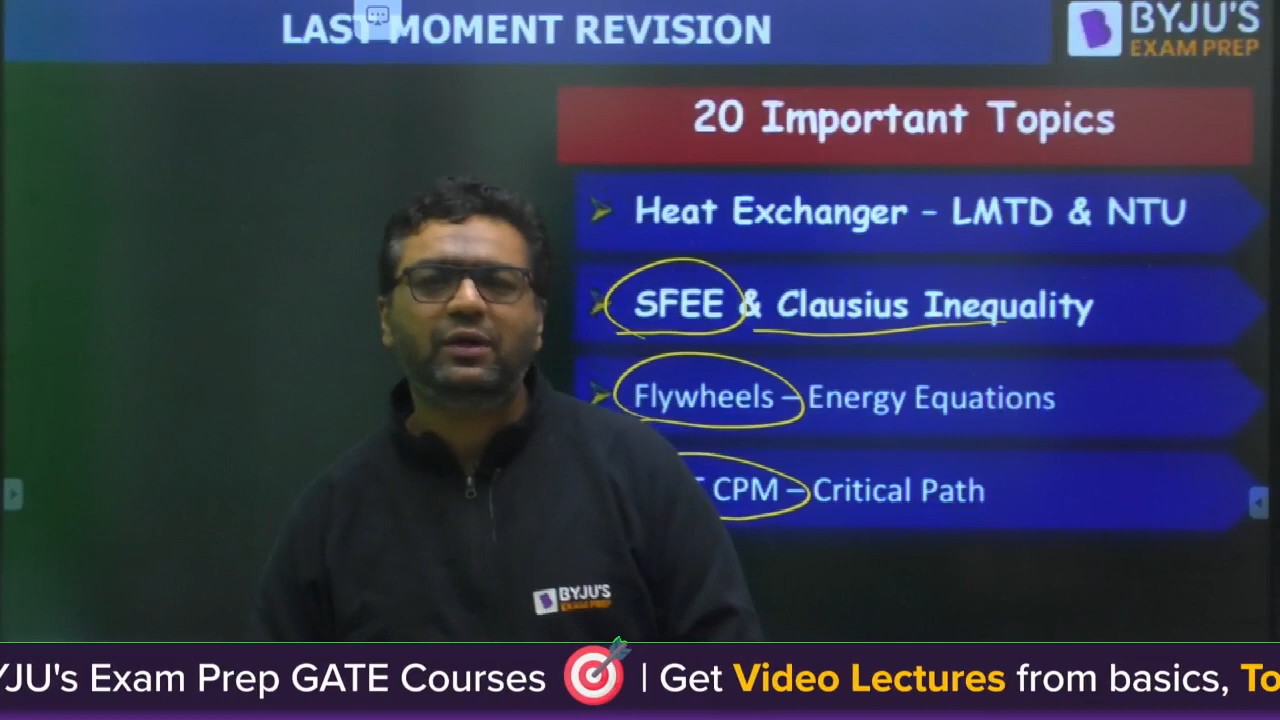 LAST MOMENT REVISION
BYJU'S
EXAM PREP
20 Important Topics
Heat Exchanger - LMTD & NTU
SFEE & Clausius Inequality
Flywheels – Energy Equations
CPM – Critical Path
BYJU'S
EXAM PREP
YJU's Exam Prep GATE Courses | Get Video Lectures from basics, To